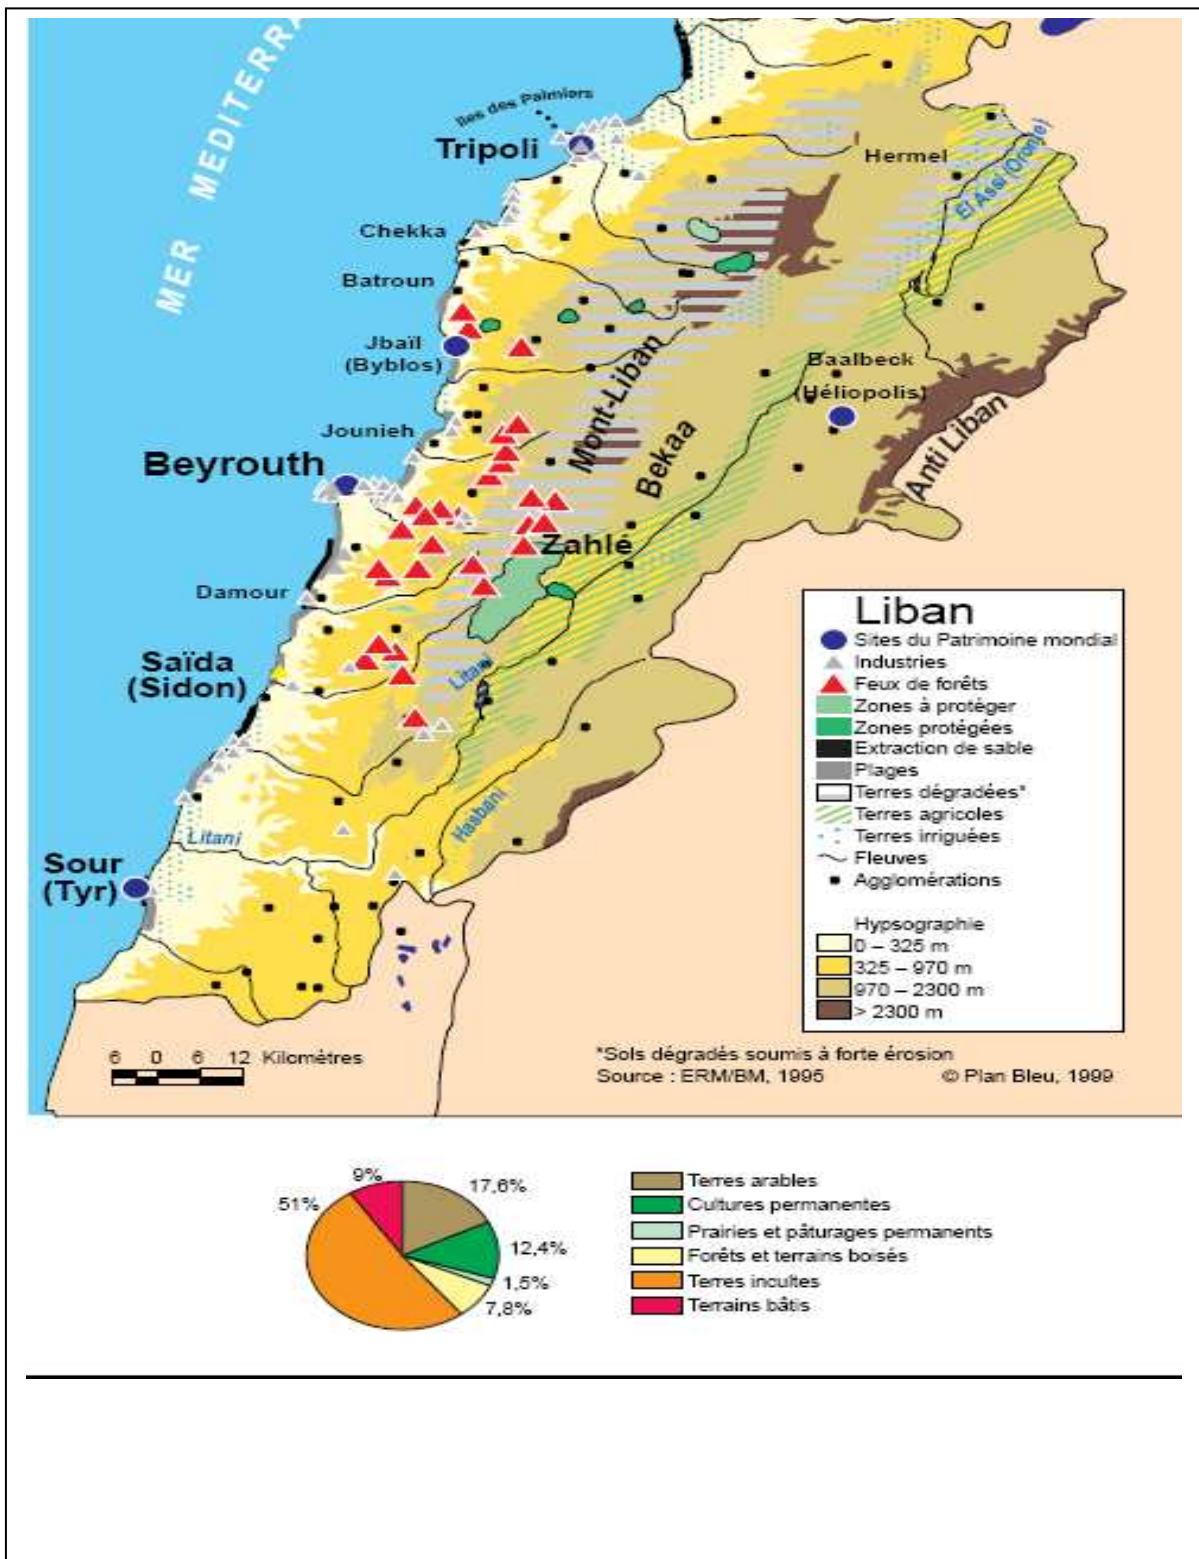 MER MEDITERRA
Iles des Palmiers
Tripoli
Hermel
El Assi (Oronte)
Chekka
Batroun
Jbaïl
(Byblos)
Baalbeck
(Héliopolis)
Mont-Liban
Jounieh
Bekaa
Anti Liban
Beyrouth
Zahlé
Damour
Saïda
(Sidon)
Litani
Hasbani
Litani
Sour
(Tyr)
Liban
Sites du Patrimoine mondial
Industries
Feux de forêts
Zones à protéger
Zones protégées
Extraction de sable
Plages
Terres dégradées*
Terres agricoles
Terres irriguées
Fleuves
Agglomérations
Hypsographie
0 – 325 m
325 – 970 m
970 – 2300 m
> 2300 m
6 0 6 12 Kilomètres
*Sols dégradés soumis à forte érosion
Source : ERM/BM, 1995 © Plan Bleu, 1999
9%
17,6%
51%
12,4%
1,5%
7,8%
Terres arables
Cultures permanentes
Prairies et pâturages permanents
Forêts et terrains boisés
Terres incultes
Terrains bâtis